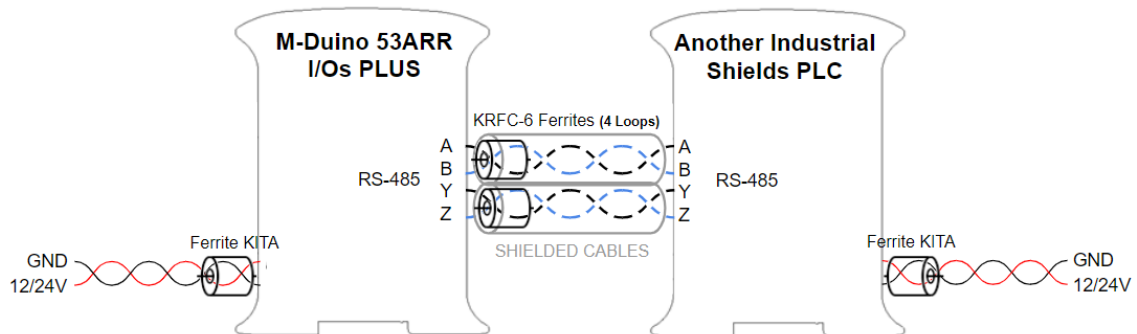 M-Duino 53ARR
I/Os PLUS
Another Industrial
Shields PLC
KRFC-6 Ferrites (4 Loops)
A
B
Y
Z
RS-485
A
B
Y
Z
RS-485
SHIELDED CABLES
Ferrite KITA
GND
12/24V
Ferrite KITA
GND
12/24V